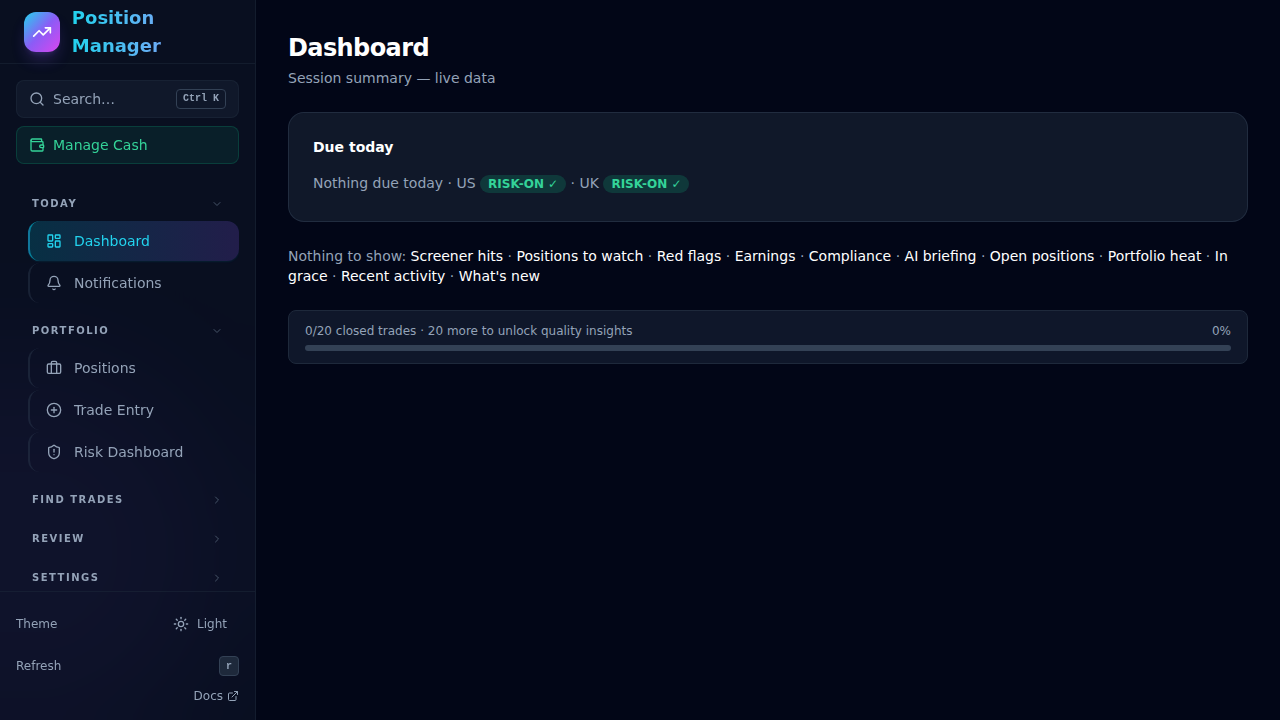 Position
Manager
Search...
Ctrl K
Manage Cash
TODAY
Dashboard
Notifications
PORTFOLIO
Positions
Trade Entry
Risk Dashboard
FIND TRADES
REVIEW
SETTINGS
Theme
Light
Refresh
r
Docs
Dashboard
Session summary — live data
Due today
Nothing due today · US RISK-ON ✓ · UK RISK-ON ✓
Nothing to show: Screener hits · Positions to watch · Red flags · Earnings · Compliance · AI briefing · Open positions · Portfolio heat · In
grace · Recent activity · What's new
0/20 closed trades · 20 more to unlock quality insights
0%